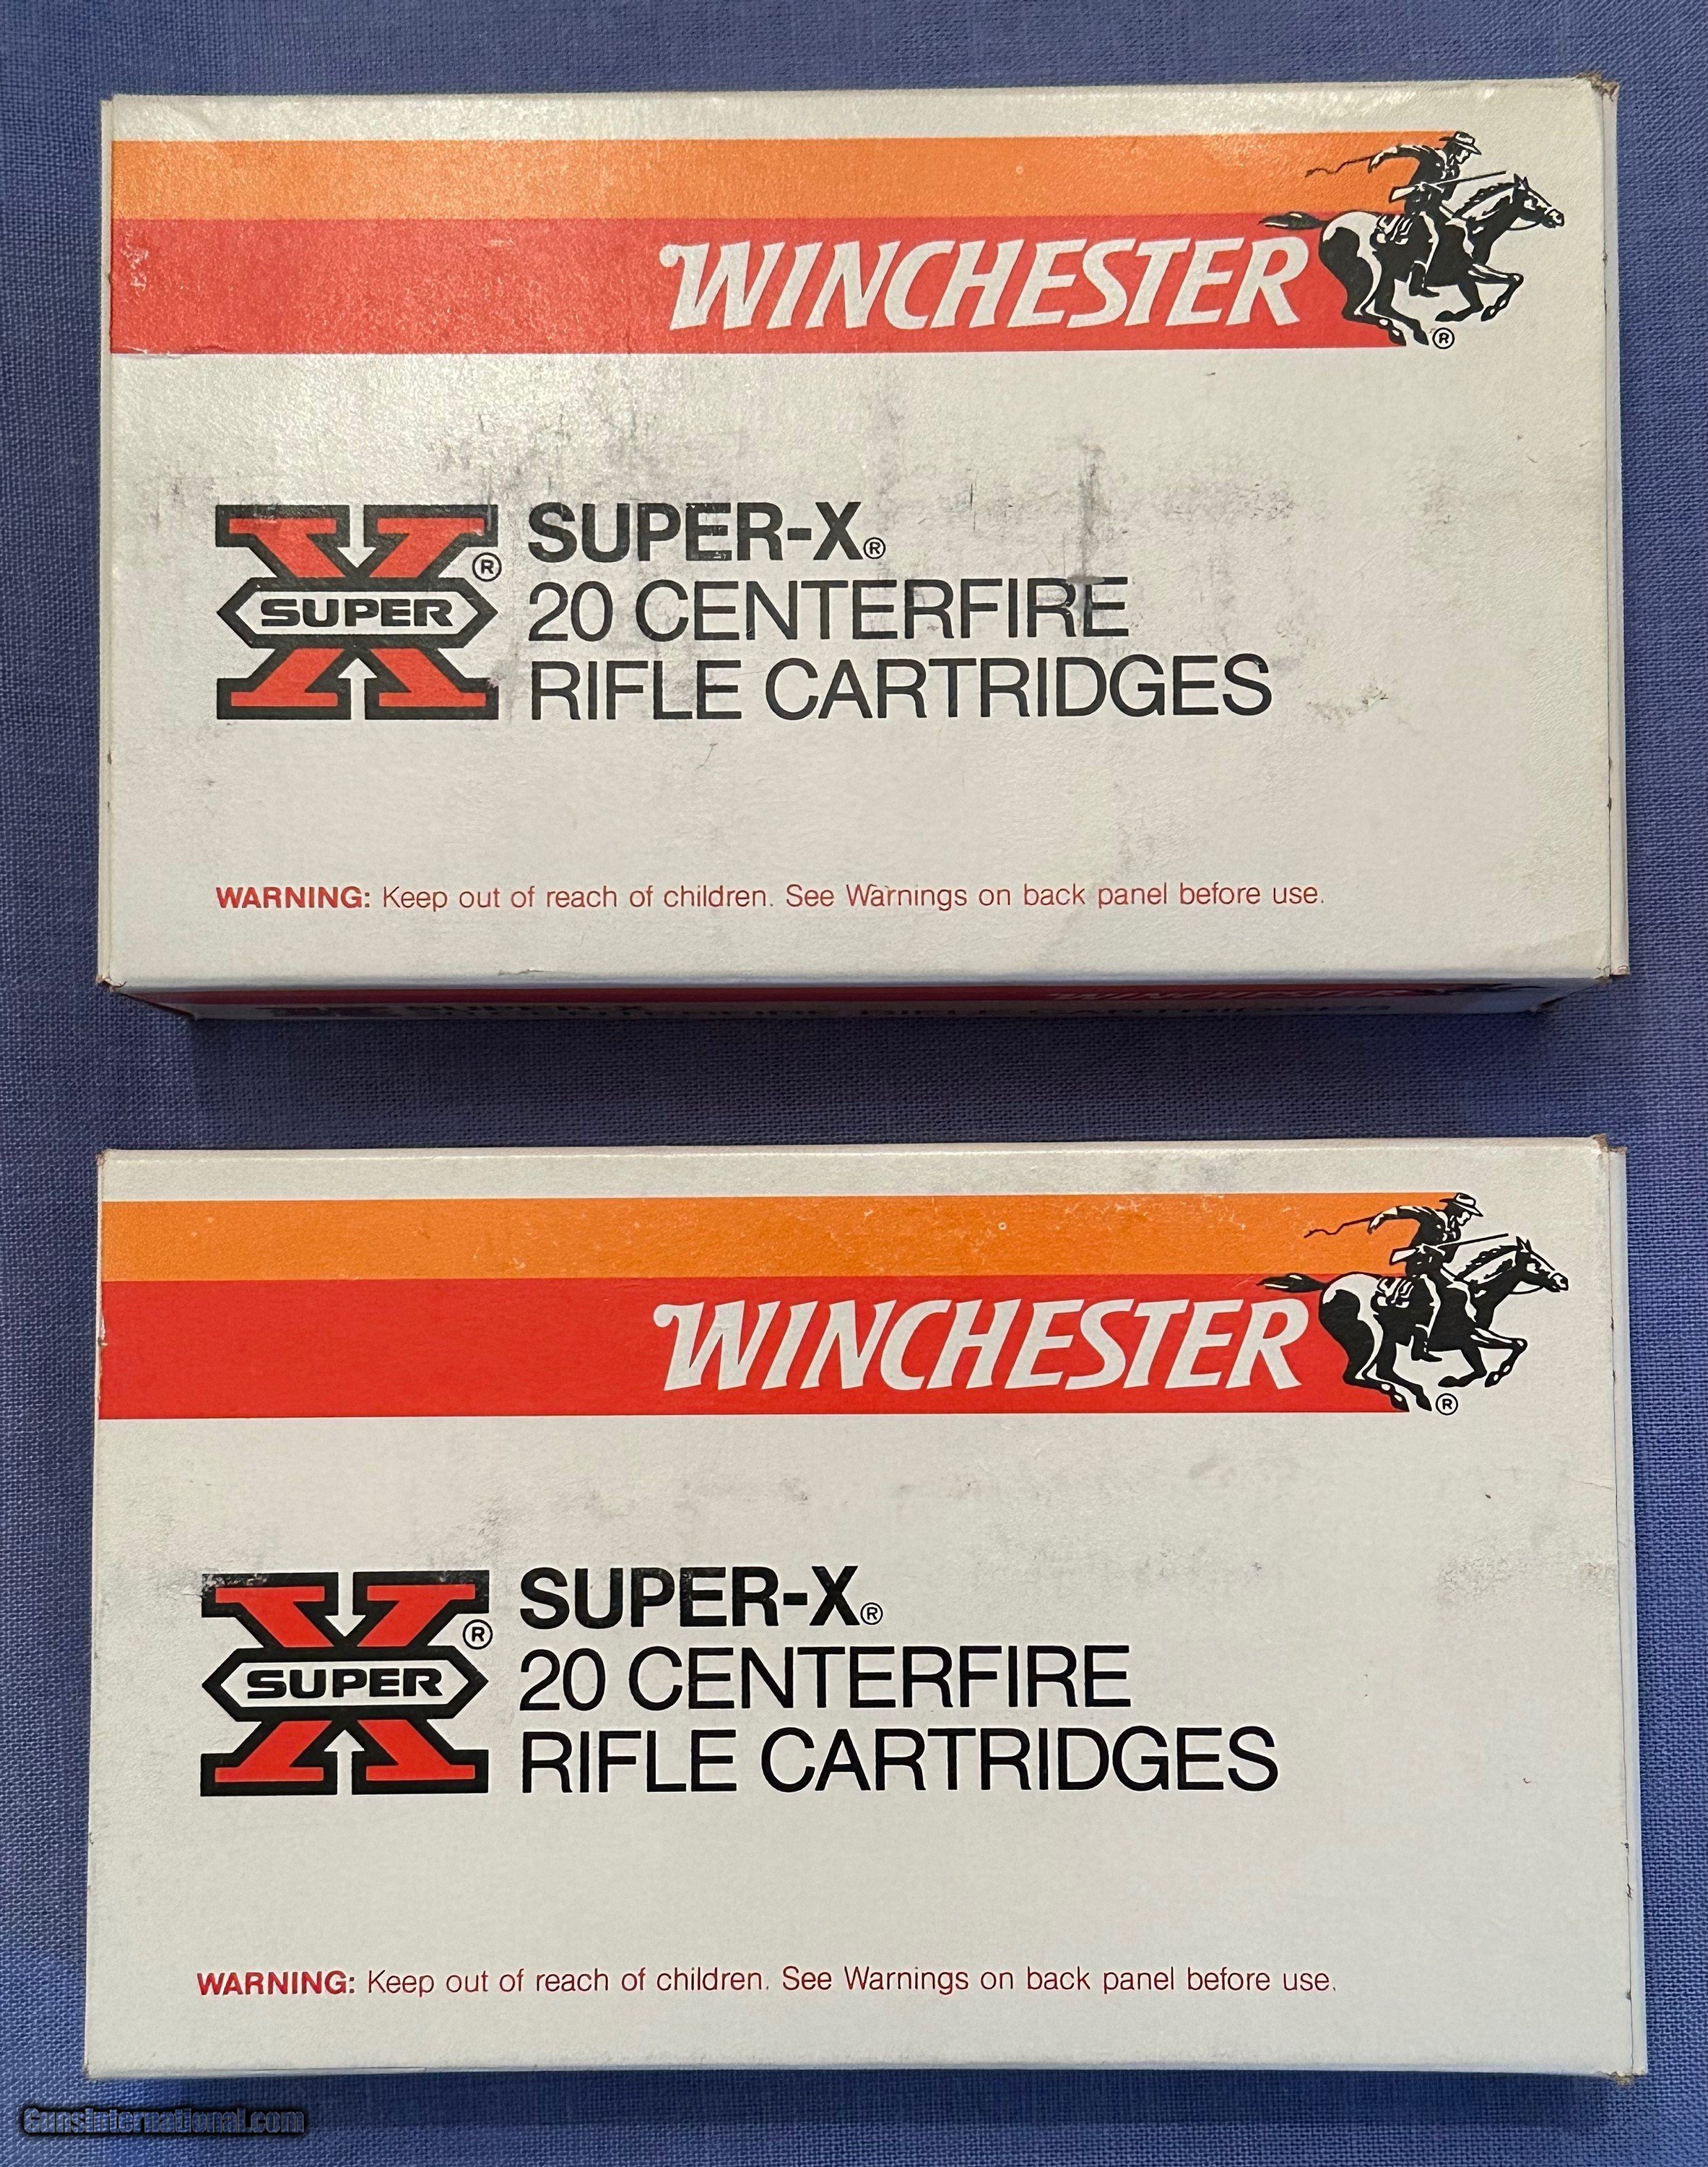 WINCHESTER
®
SUPER
®
SUPER-X®
20 CENTERFIRE
RIFLE CARTRIDGES
WARNING: Keep out of reach of children. See Warnings on back panel before use.
WINCHESTER
WINCHESTER
®
SUPER
®
SUPER-X®
20 CENTERFIRE
RIFLE CARTRIDGES
WARNING: Keep out of reach of children. See Warnings on back panel before use.
GunsInternational.com